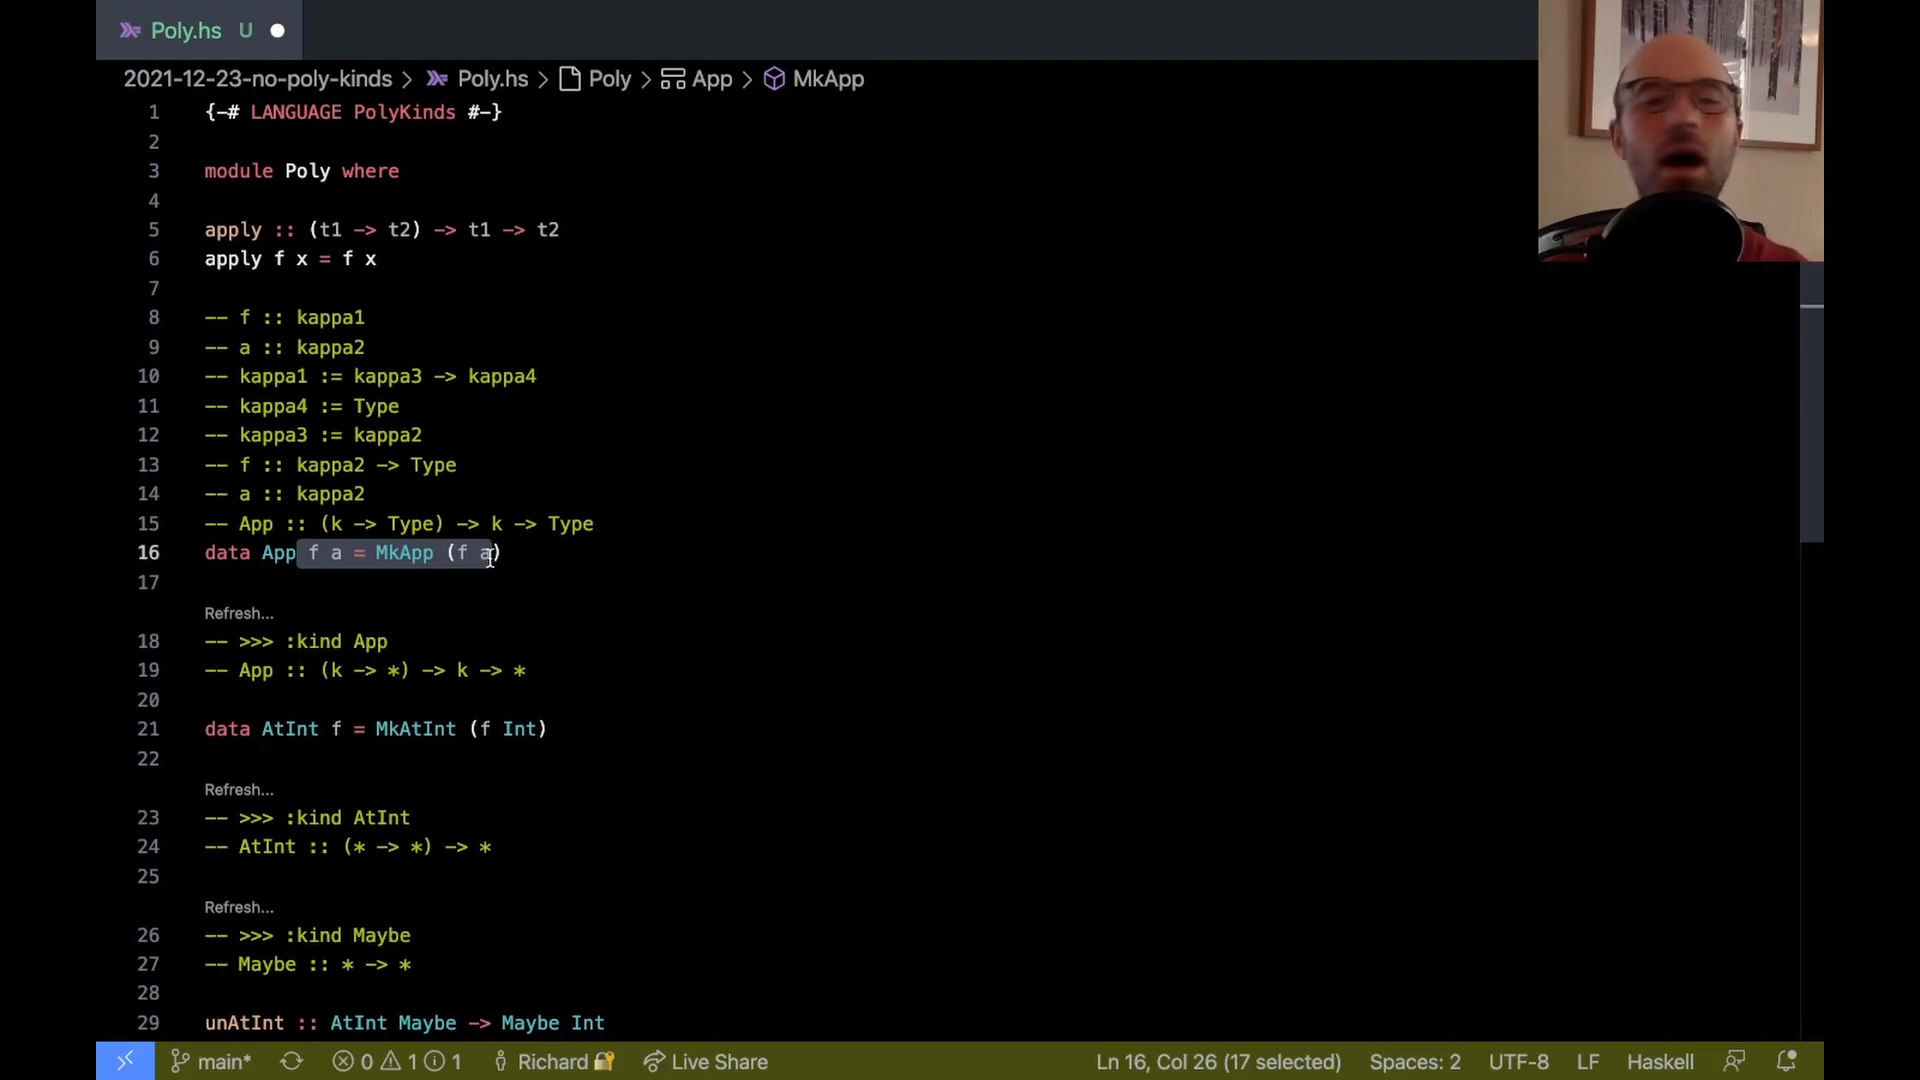 Poly.hs U
2021-12-23-no-poly-kinds > Poly.hs > Poly > App > MkApp
1 {-# LANGUAGE PolyKinds #-}
2
3 module Poly where
4
5 apply :: (t1 -> t2) -> t1 -> t2
6 apply f x = f x
7
8 -- f :: kappa1
9 -- a :: kappa2
10 -- kappa1 := kappa3 -> kappa4
11 -- kappa4 := Type
12 -- kappa3 := kappa2
13 -- f :: kappa2 -> Type
14 -- a :: kappa2
15 -- App :: (k -> Type) -> k -> Type
16 data App f a = MkApp (f a)
17
Refresh...
18 -- >>> :kind App
19 -- App :: (k -> *) -> k -> *
20
21 data AtInt f = MkAtInt (f Int)
22
Refresh...
23 -- >>> :kind AtInt
24 -- AtInt :: (* -> *) -> *
25
Refresh...
26 -- >>> :kind Maybe
27 -- Maybe :: * -> *
28
29 unAtInt :: AtInt Maybe -> Maybe Int
main* 0 1 1 Richard Live Share Ln 16, Col 26 (17 selected) Spaces: 2 UTF-8 LF Haskell